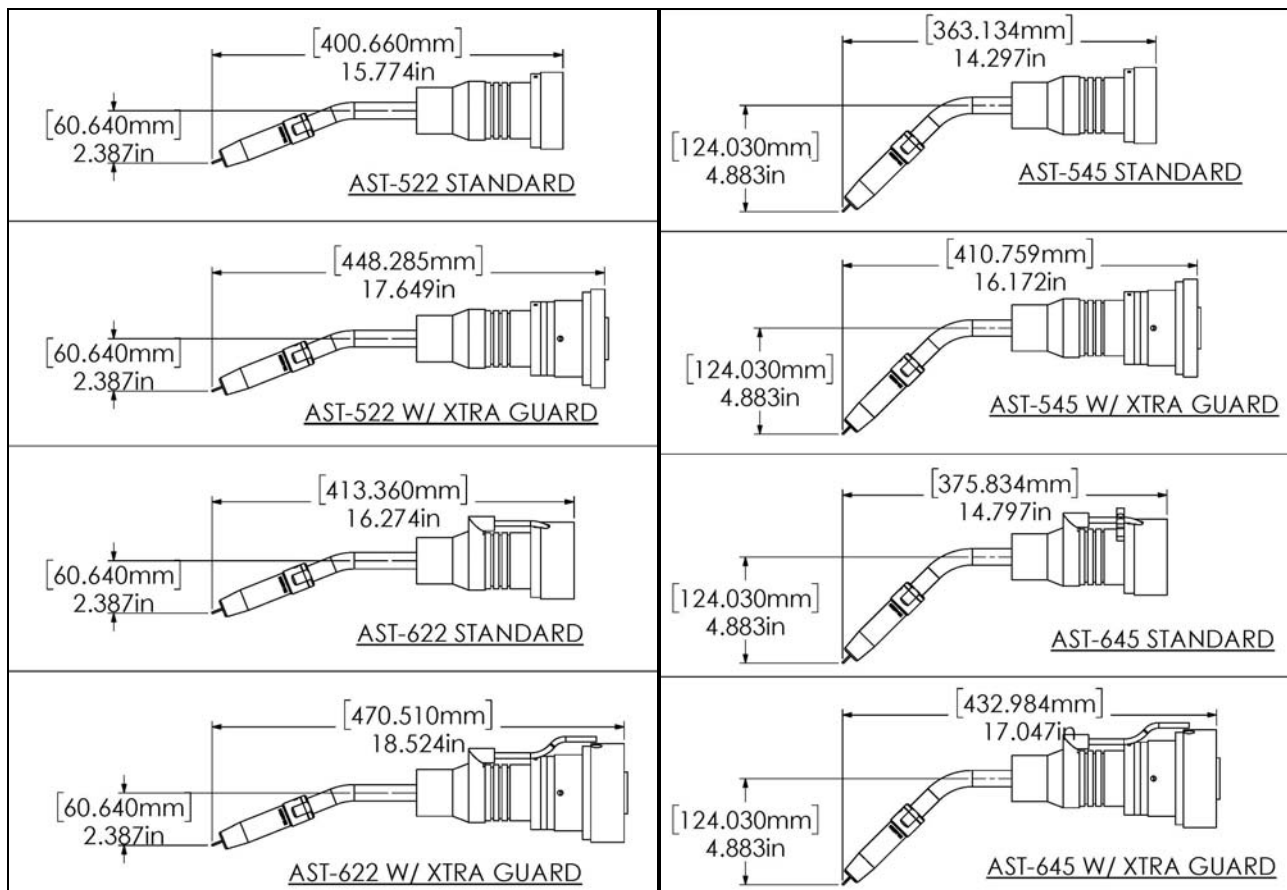 [400.660mm]
15.774in
[60.640mm]
2.387in
AST-522 STANDARD
[448.285mm]
17.649in
[60.640mm]
2.387in
AST-522 W/ XTRA GUARD
[413.360mm]
16.274in
[60.640mm]
2.387in
AST-622 STANDARD
[470.510mm]
18.524in
[60.640mm]
2.387in
AST-622 W/ XTRA GUARD
[363.134mm]
14.297in
[124.030mm]
4.883in
AST-545 STANDARD
[410.759mm]
16.172in
[124.030mm]
4.883in
AST-545 W/ XTRA GUARD
[375.834mm]
14.797in
[124.030mm]
4.883in
AST-645 STANDARD
[432.984mm]
17.047in
[124.030mm]
4.883in
AST-645 W/ XTRA GUARD